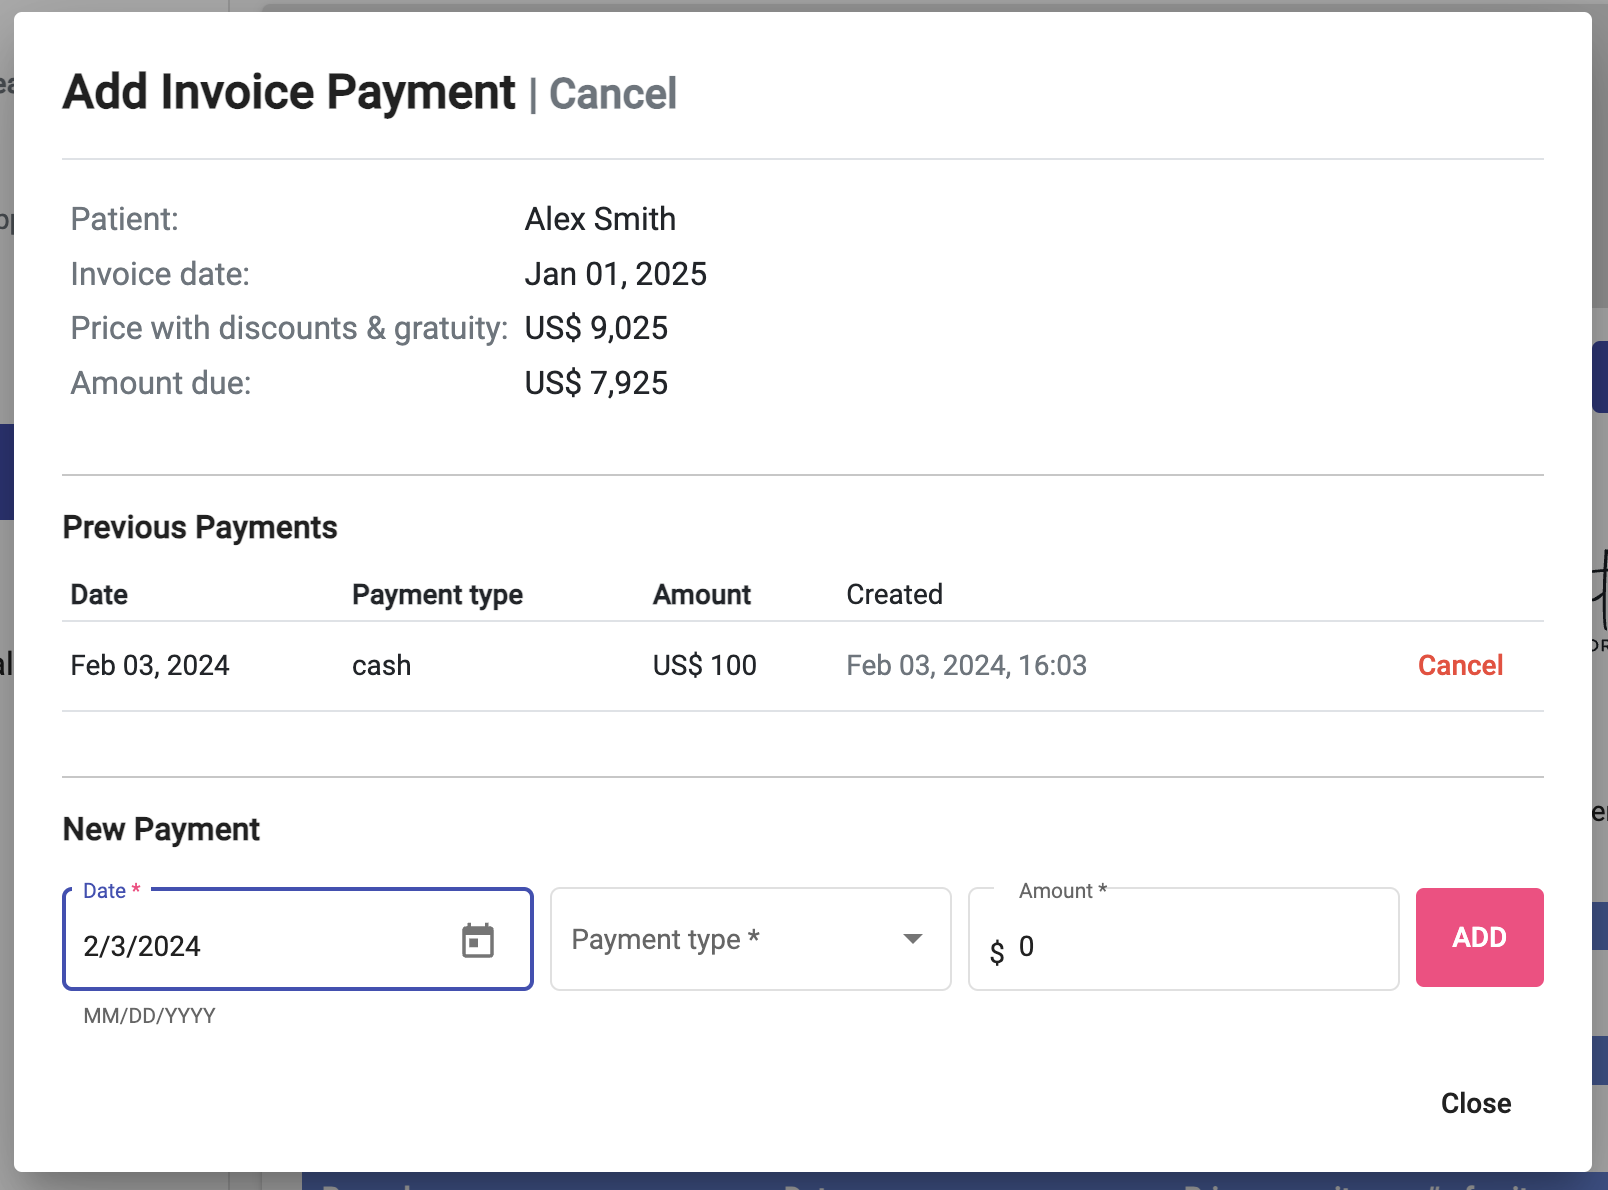 Add Invoice Payment | Cancel
Patient: Alex Smith
Invoice date: Jan 01, 2025
Price with discounts & gratuity: US$ 9,025
Amount due: US$ 7,925
Previous Payments
Date Payment type Amount Created
Feb 03, 2024 cash US$ 100 Feb 03, 2024, 16:03 Cancel
New Payment
Date * Amount *
2/3/2024 Payment type * $ 0 ADD
MM/DD/YYYY
Close